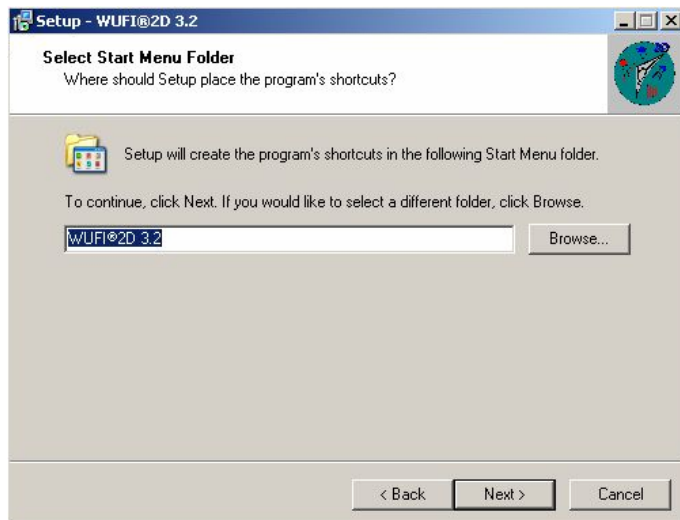 Setup - WUFI®2D 3.2
Select Start Menu Folder
Where should Setup place the program's shortcuts?
Setup will create the program's shortcuts in the following Start Menu folder.
To continue, click Next. If you would like to select a different folder, click Browse.
WUFI®2D 3.2
Browse...
< Back
Next >
Cancel